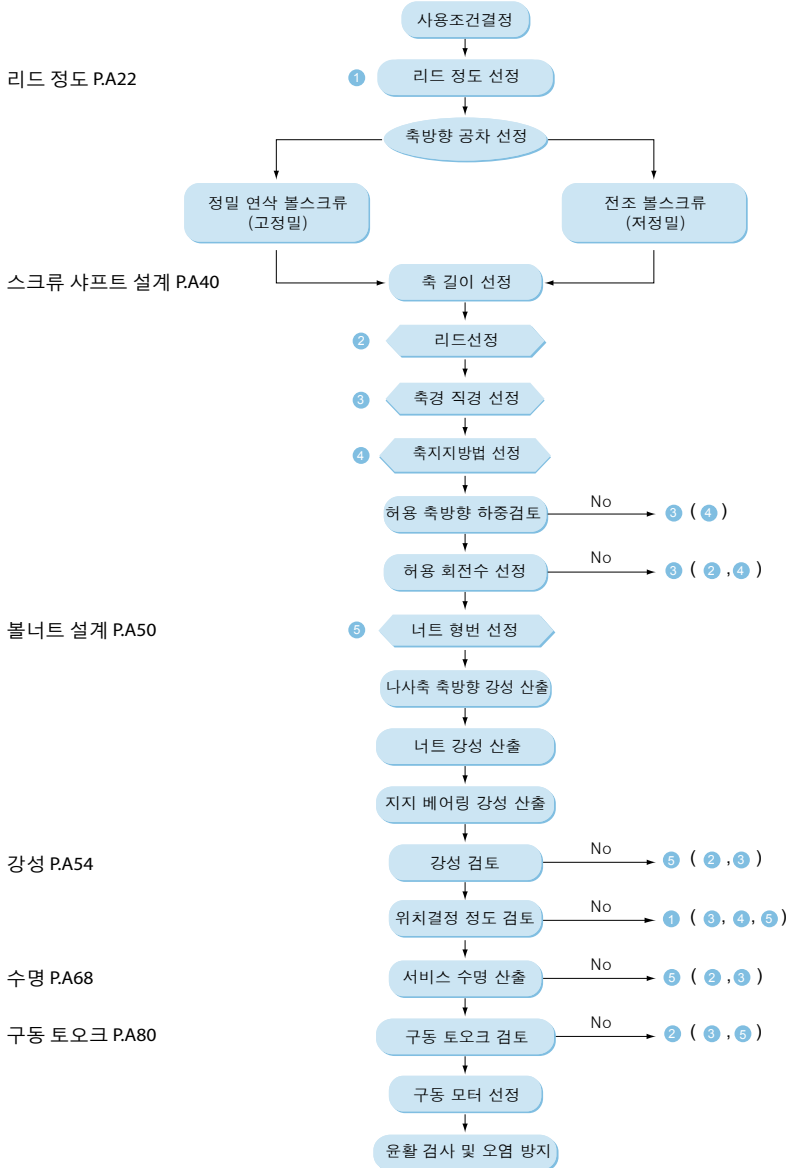 사용조건결정
리드 정도 P.A22
1 리드 정도 선정
축방향 공차 선정
정밀 연삭 볼스크류
(고정밀)
전조 볼스크류
(저정밀)
스크류 샤프트 설계 P.A40
축 길이 선정
2 리드선정
3 축경 직경 선정
4 축지지방법 선정
허용 축방향 하중검토 No 3 ( 4 )
허용 회전수 선정 No 3 ( 2 , 4 )
볼너트 설계 P.A50
5 너트 형번 선정
나사축 축방향 강성 산출
너트 강성 산출
지지 베어링 강성 산출
강성 P.A54
강성 검토 No 5 ( 2 , 3 )
위치결정 정도 검토 No 1 ( 3, 4, 5 )
수명 P.A68
서비스 수명 산출 No 5 ( 2 , 3 )
구동 토오크 P.A80
구동 토오크 검토 No 2 ( 3 , 5 )
구동 모터 선정
윤활 검사 및 오염 방지